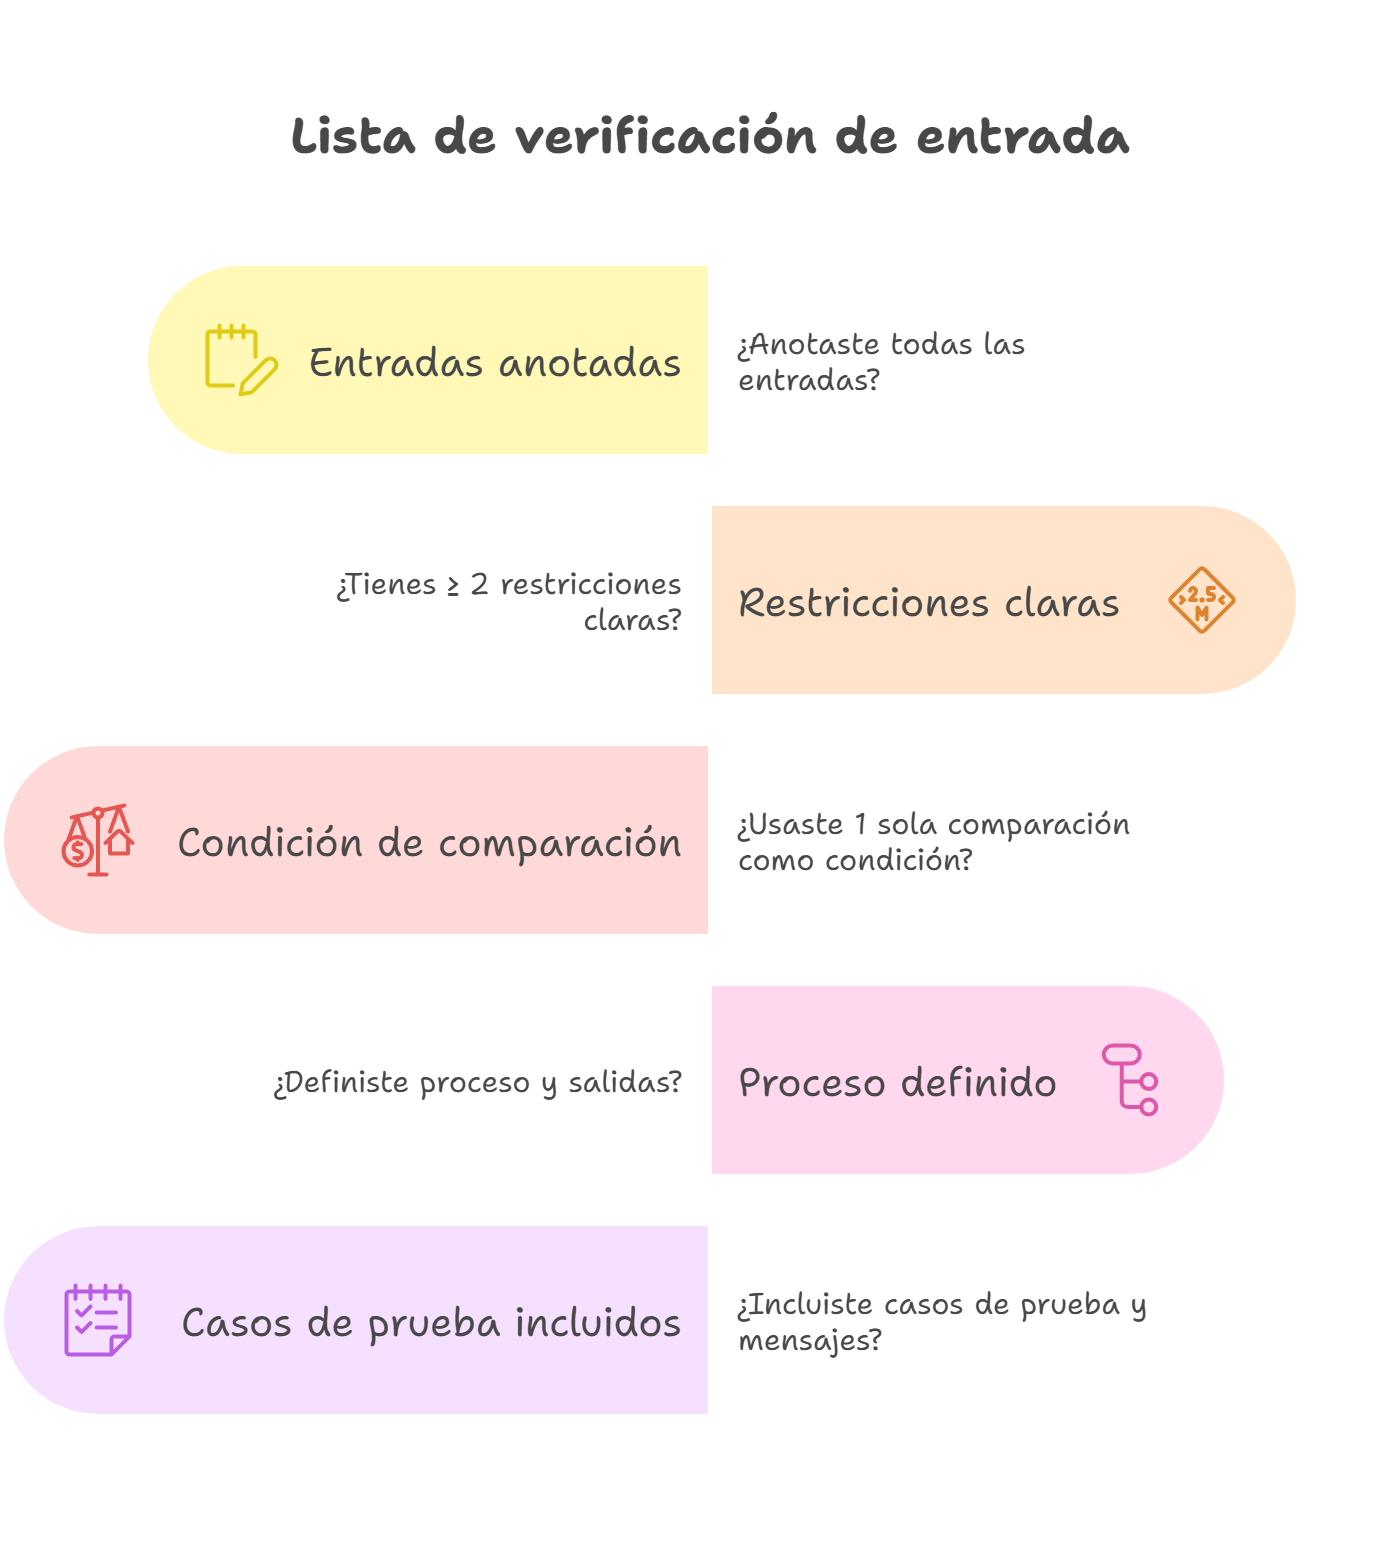 Lista de verificación de entrada
Entradas anotadas
¿Anotaste todas las
entradas?
¿Tienes ≥ 2 restricciones
claras?
Restricciones claras
>2.5<
M
$
Condición de comparación
¿Usaste 1 sola comparación
como condición?
¿Definiste proceso y salidas?
Proceso definido
Casos de prueba incluidos
¿Incluiste casos de prueba y
mensajes?